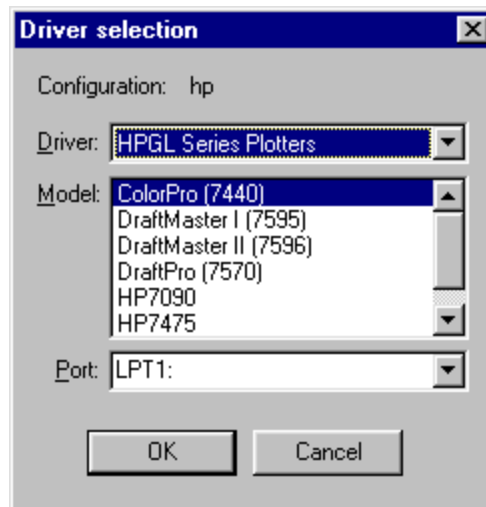 Driver selection
Configuration: hp
Driver: HPGL Series Plotters
Model: ColorPro (7440)
DraftMaster I (7595)
DraftMaster II (7596)
DraftPro (7570)
HP7090
HP7475
Port: LPT1:
OK Cancel